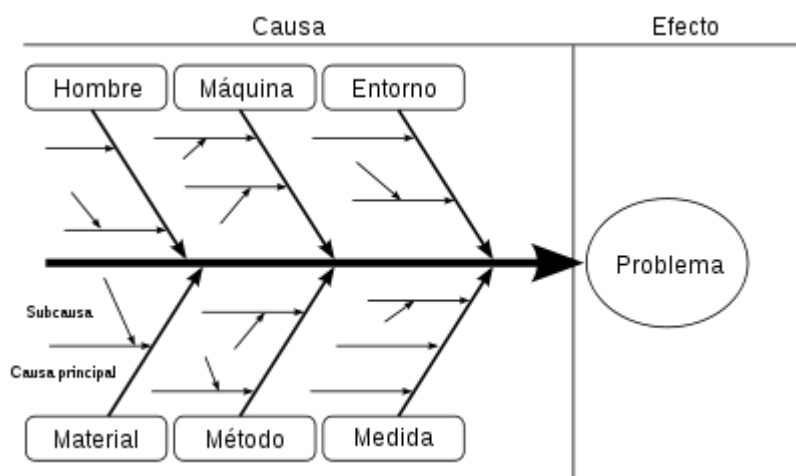 Causa
Efecto
Hombre
Máquina
Entorno
Problema
Subcausa
Causa principal
Material
Método
Medida